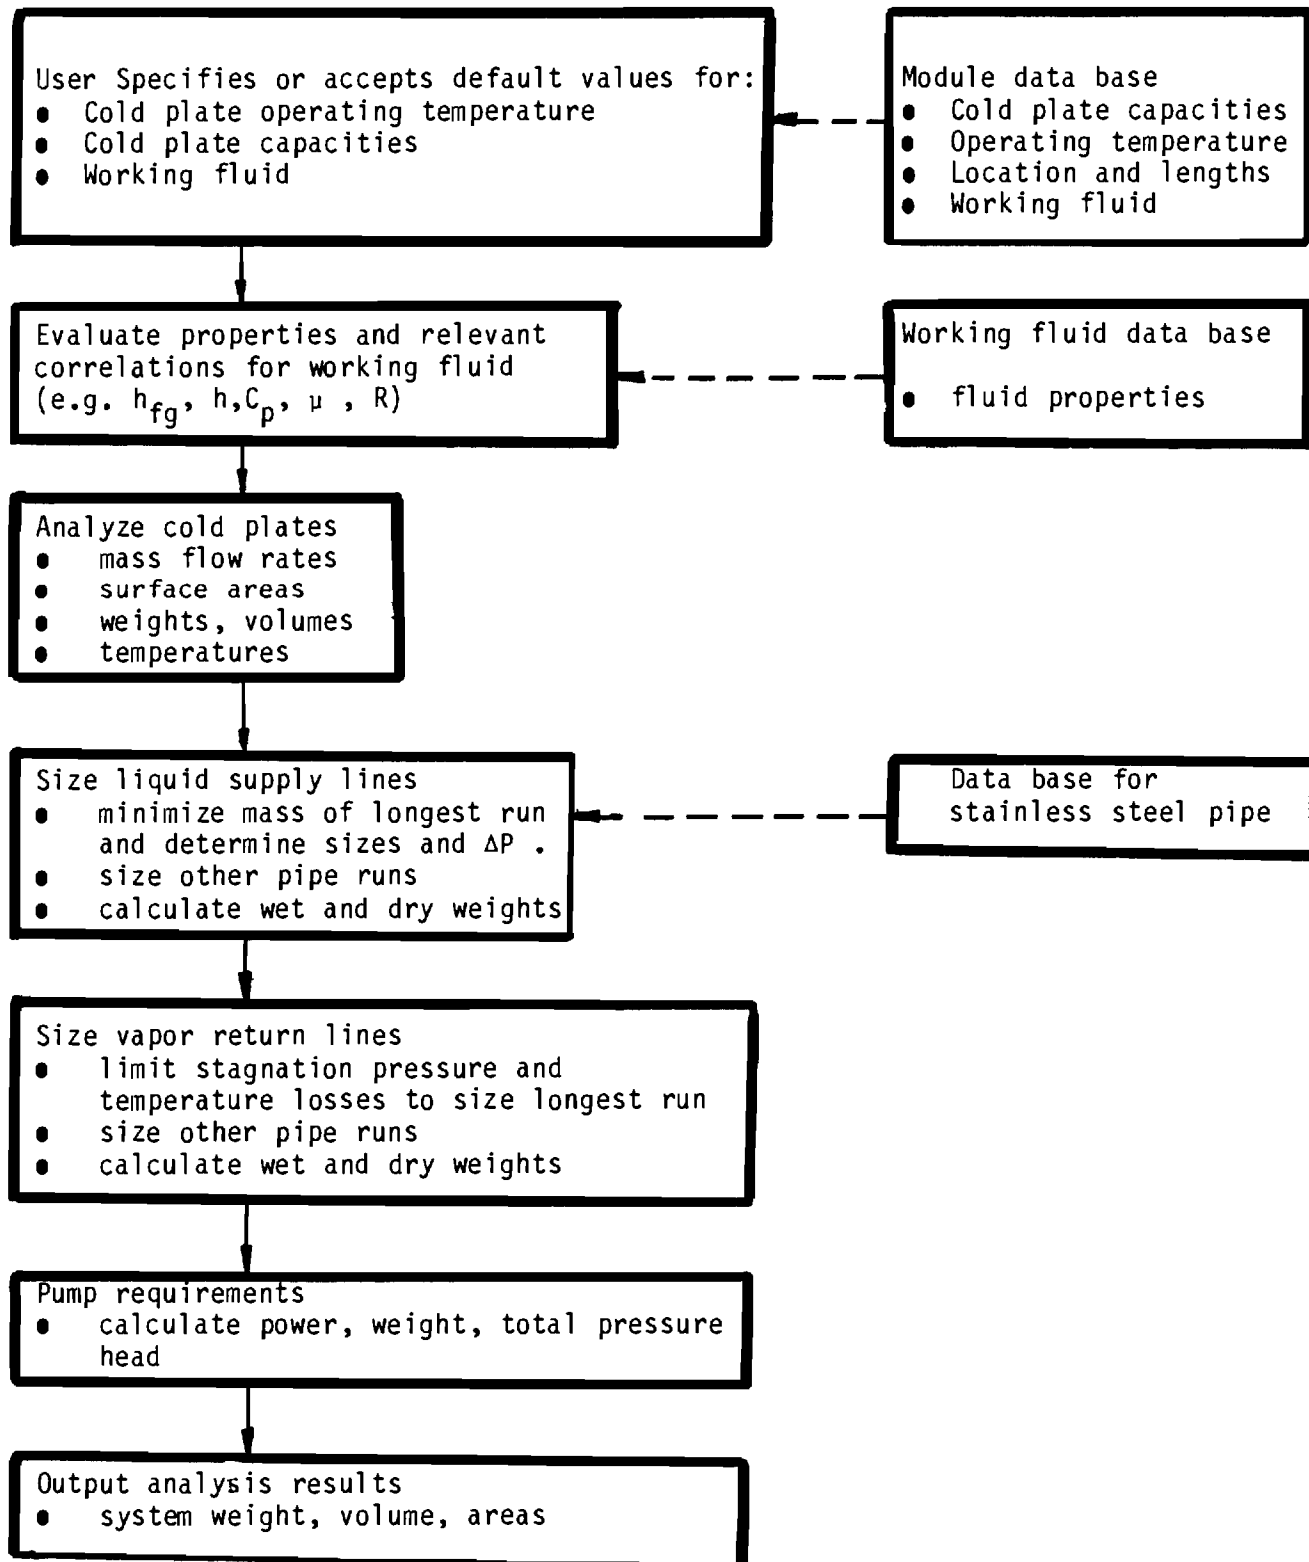 User Specifies or accepts default values for:
● Cold plate operating temperature
● Cold plate capacities
● Working fluid
Module data base
● Cold plate capacities
● Operating temperature
● Location and lengths
● Working fluid
Evaluate properties and relevant
correlations for working fluid
(e.g. h_fg, h,C_p, μ , R)
Working fluid data base
● fluid properties
Analyze cold plates
● mass flow rates
● surface areas
● weights, volumes
● temperatures
Size liquid supply lines
● minimize mass of longest run
and determine sizes and ΔP .
● size other pipe runs
● calculate wet and dry weights
Data base for
stainless steel pipe
Size vapor return lines
● limit stagnation pressure and
temperature losses to size longest run
● size other pipe runs
● calculate wet and dry weights
Pump requirements
● calculate power, weight, total pressure
head
Output analysis results
● system weight, volume, areas